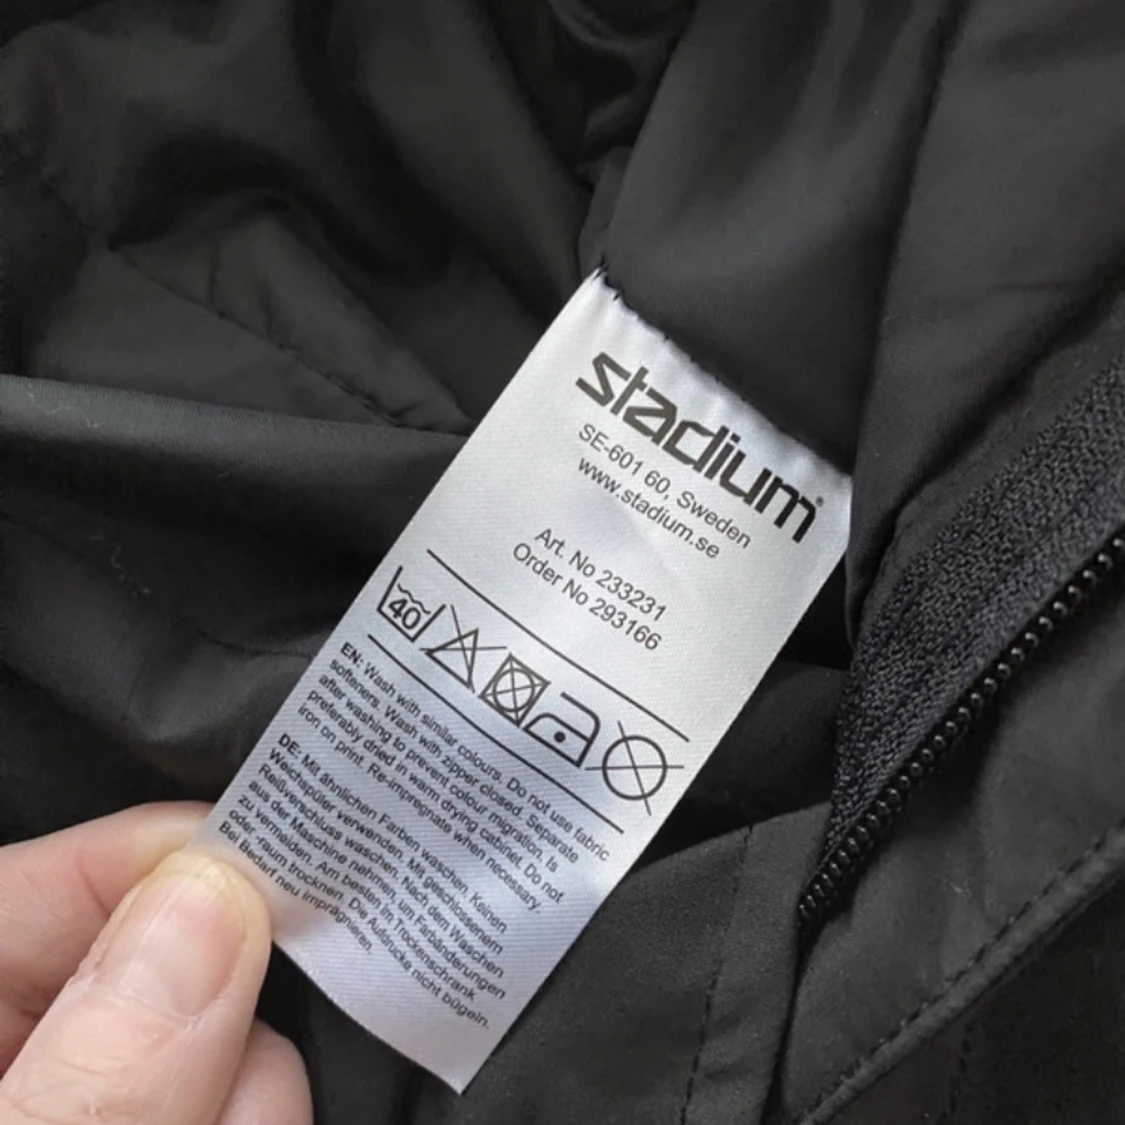 stadium®
SE-601 60, Sweden
www.stadium.se
Art. No 233231
Order No 293166
40
EN: Wash with similar colours. Do not use fabric
softeners. Wash with zipper closed. Separate
after washing to prevent colour migration. Is
preferably dried in warm drying cabinet. Do not
iron on print. Re-impregnate when necessary.
DE: Mit ähnlichen Farben waschen. Keinen
Weichspüler verwenden. Mit geschlossenem
Reißverschluss waschen. Nach dem Waschen
aus der Maschine nehmen, um Farbänderungen
zu vermeiden. Am besten im Trockenschrank
oder -raum trocknen. Die Aufdrucke nicht bügeln.
Bei Bedarf neu imprägnieren.